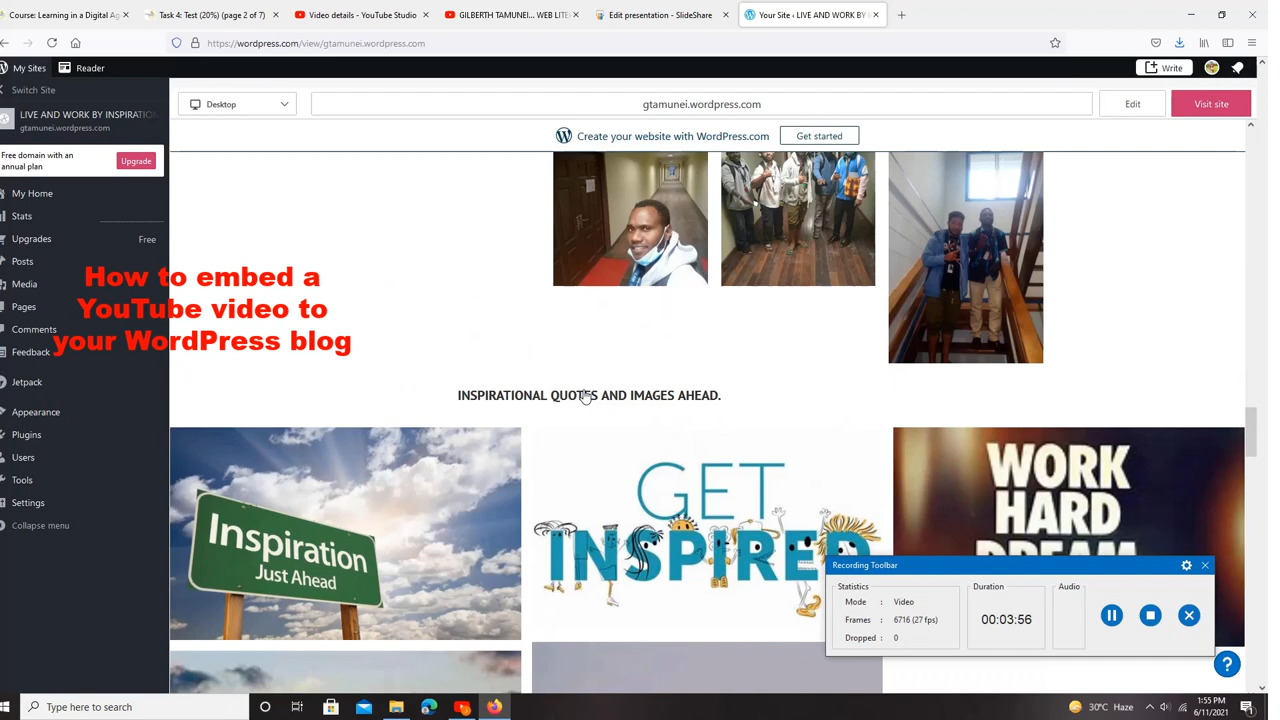 Course: Learning in a Digital Ag
Task 4: Test (20%) (page 2 of 7)
Video details - YouTube Studio
GILBERTH TAMUNEI... WEB LITE
Edit presentation - SlideShare
Your Site ‹ LIVE AND WORK BY I
https://wordpress.com/view/gtamunei.wordpress.com
My Sites
Reader
Write
Switch Site
LIVE AND WORK BY INSPIRATION
gtamunei.wordpress.com
Free domain with an
annual plan
Upgrade
My Home
Stats
Upgrades
Free
Posts
Media
Pages
Comments
Feedback
Jetpack
Appearance
Plugins
Users
Tools
Settings
Collapse menu
How to embed a
YouTube video to
your WordPress blog
Desktop
gtamunei.wordpress.com
Edit
Visit site
Create your website with WordPress.com
Get started
INSPIRATIONAL QUOTES AND IMAGES AHEAD.
Inspiration
Just Ahead
GET
INSPIRED
WORK
HARD
DREAM
Recording Toolbar
Statistics
Mode : Video
Frames : 6716 (27 fps)
Dropped : 0
Duration
00:03:56
Audio
?
Type here to search
30°C Haze
1:55 PM
6/11/2021